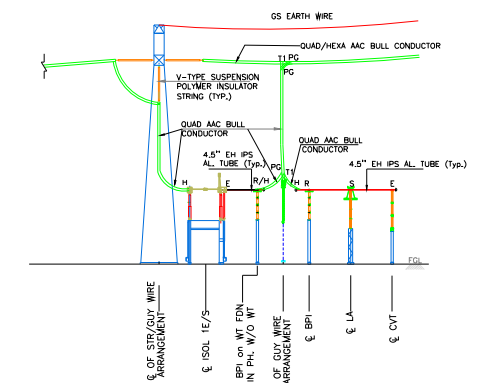 GS EARTH WIRE
QUAD/HEXA AAC BULL CONDUCTOR
T1 PG
PG
V-TYPE SUSPENSION
POLYMER INSULATOR
STRING (TYP.)
QUAD AAC BULL
CONDUCTOR
QUAD AAC BULL
CONDUCTOR
4.5" EH IPS
AL. TUBE (Typ.)
PG
T1
4.5" EH IPS
AL. TUBE (Typ.)
H
E
R/H
H
R
S
E
FGL
℄ OF STR/GUY WIRE
ARRANGEMENT
℄ ISOL 1E/S
BPI on WT FDN
IN PH. W/O WT
OF GUY WIRE
ARRANGEMENT
℄ BPI
℄ LA
℄ CVT